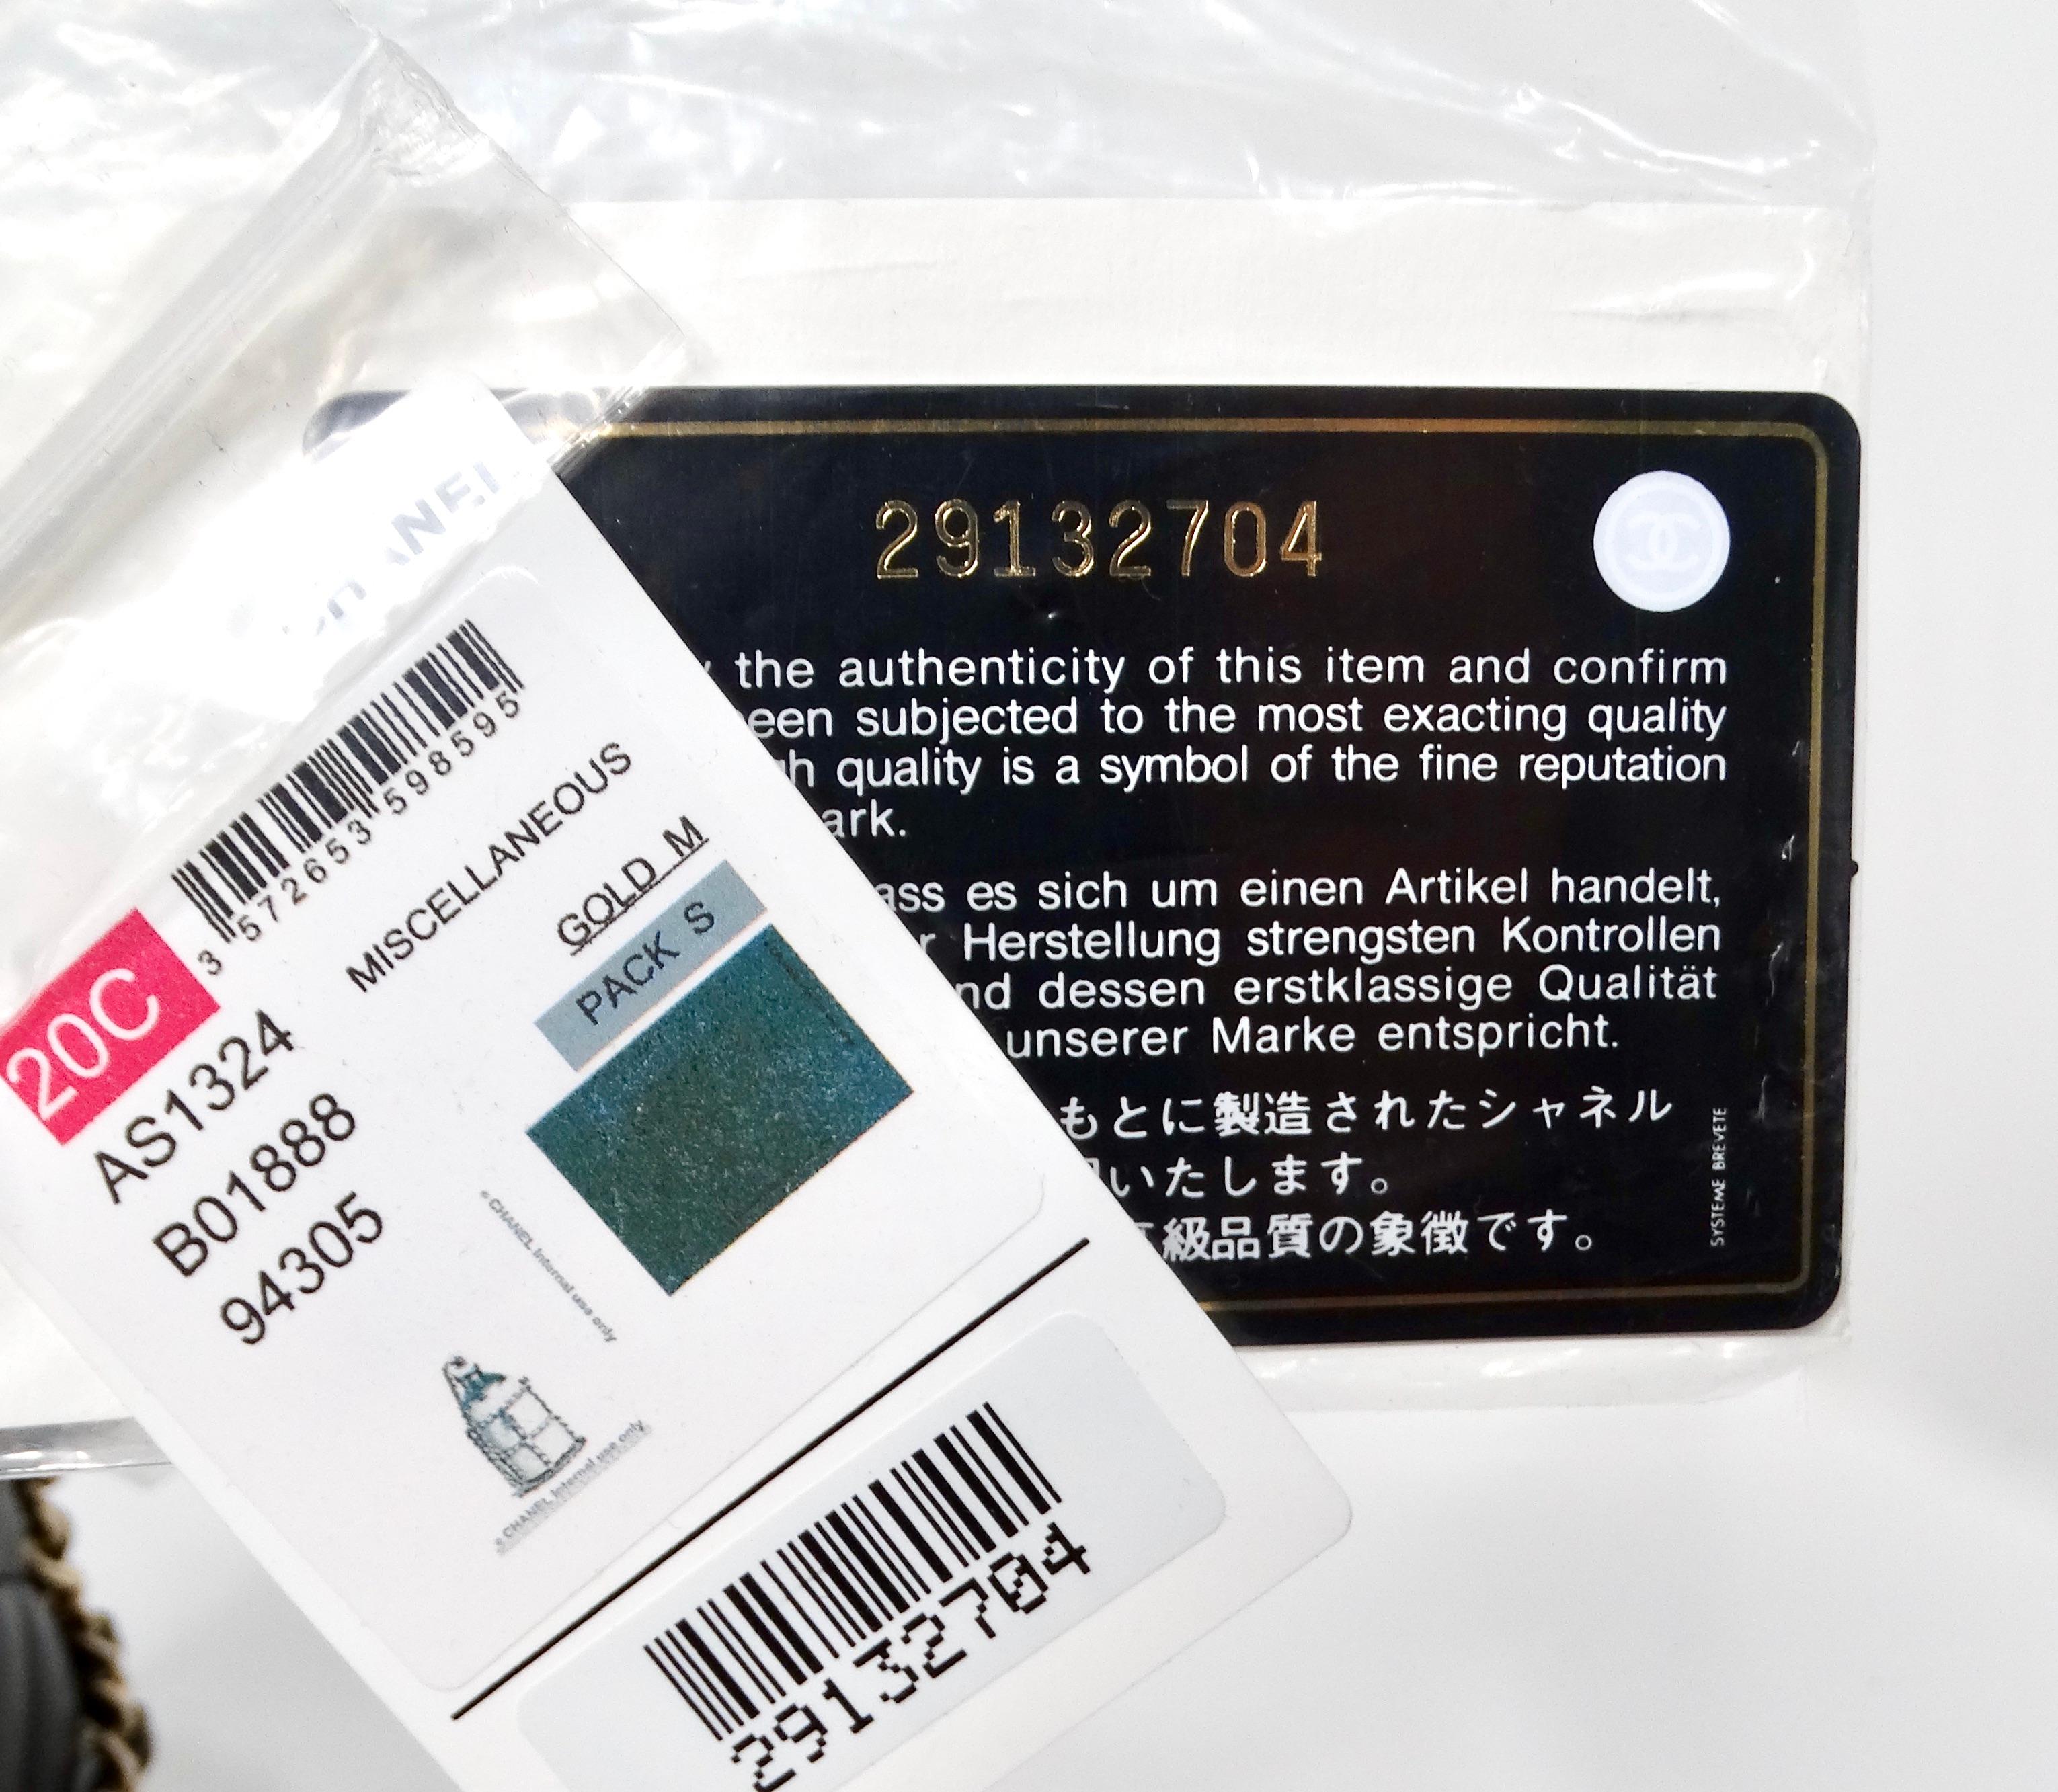 CHANEL
3 572653 598595
MISCELLANEOUS
GOLD M
PACK S
20C
AS1324
B01888
94305
© CHANEL Internal use only
© CHANEL Internal use only
29132704
29132704
the authenticity of this item and confirm
een subjected to the most exacting quality
gh quality is a symbol of the fine reputation
ark.
ass es sich um einen Artikel handelt,
r Herstellung strengsten Kontrollen
nd dessen erstklassige Qualität
unserer Marke entspricht.
もとに製造されたシャネル
いたします。
級品質の象徴です。
SYSTEME BREVETE